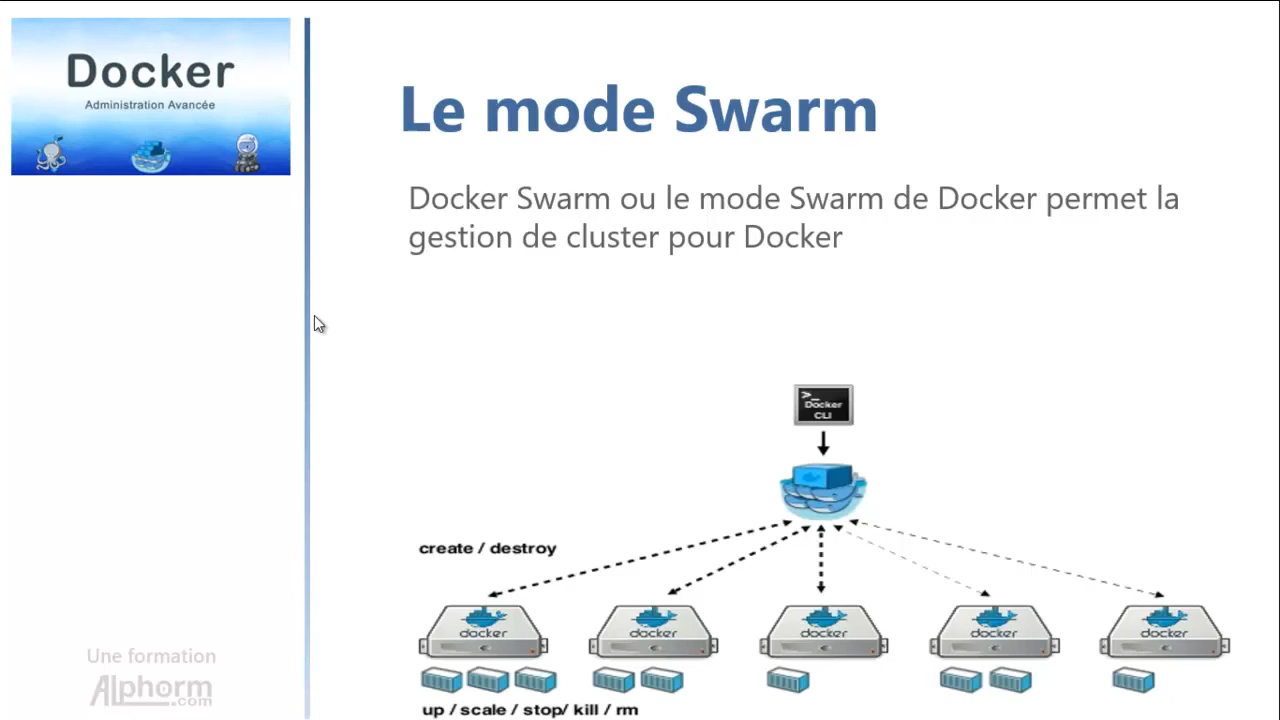 Docker
Administration Avancée
Le mode Swarm
Docker Swarm ou le mode Swarm de Docker permet la
gestion de cluster pour Docker
>_
Docker
CLI
create / destroy
docker
docker
docker
docker
docker
up / scale / stop/ kill / rm
Une formation
Alphorm
.com